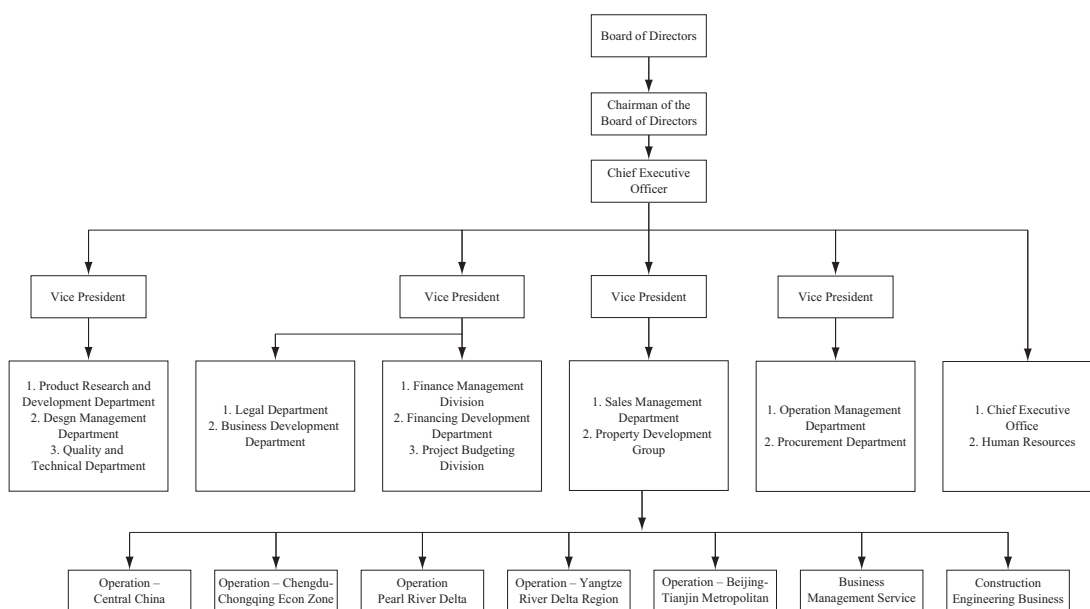 Board of Directors
Chairman of the
Board of Directors
Chief Executive
Officer
Vice President
Vice President
Vice President
Vice President
1. Product Research and
Development Department
2. Desgn Management
Department
3. Quality and
Technical Department
1. Legal Department
2. Business Development
Department
1. Finance Management
Division
2. Financing Development
Department
3. Project Budgeting
Division
1. Sales Management
Department
2. Property Development
Group
1. Operation Management
Department
2. Procurement Department
1. Chief Executive
Office
2. Human Resources
Operation –
Central China
Operation – Chengdu-
Chongqing Econ Zone
Operation
Pearl River Delta
Operation – Yangtze
River Delta Region
Operation – Beijing-
Tianjin Metropolitan
Business
Management Service
Construction
Engineering Business